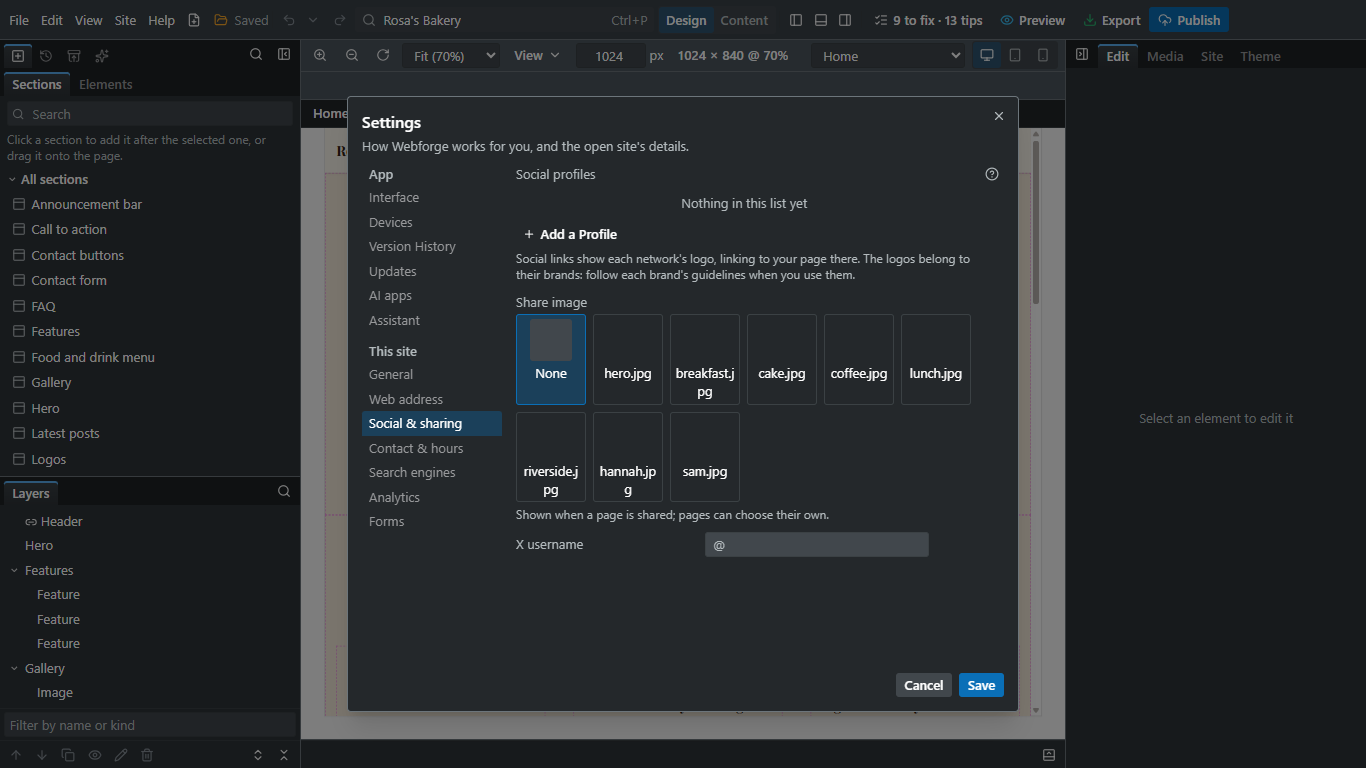 File Edit View Site Help Saved Rosa's Bakery Ctrl+P Design Content 9 to fix · 13 tips Preview Export Publish
Fit (70%) View 1024 px 1024 × 840 @ 70% Home Edit Media Site Theme
Sections Elements
Search
Click a section to add it after the selected one, or
drag it onto the page.
All sections
Announcement bar
Call to action
Contact buttons
Contact form
FAQ
Features
Food and drink menu
Gallery
Hero
Latest posts
Logos
Layers
Header
Hero
Features
Feature
Feature
Feature
Gallery
Image
Filter by name or kind
Home
Settings
How Webforge works for you, and the open site's details.
App
Interface
Devices
Version History
Updates
AI apps
Assistant
This site
General
Web address
Social & sharing
Contact & hours
Search engines
Analytics
Forms
Social profiles
Nothing in this list yet
+ Add a Profile
Social links show each network's logo, linking to your page there. The logos belong to
their brands: follow each brand's guidelines when you use them.
Share image
None hero.jpg breakfast.j cake.jpg coffee.jpg lunch.jpg
pg
riverside.j hannah.jp sam.jpg
pg g
Shown when a page is shared; pages can choose their own.
X username @
Cancel Save
Select an element to edit it